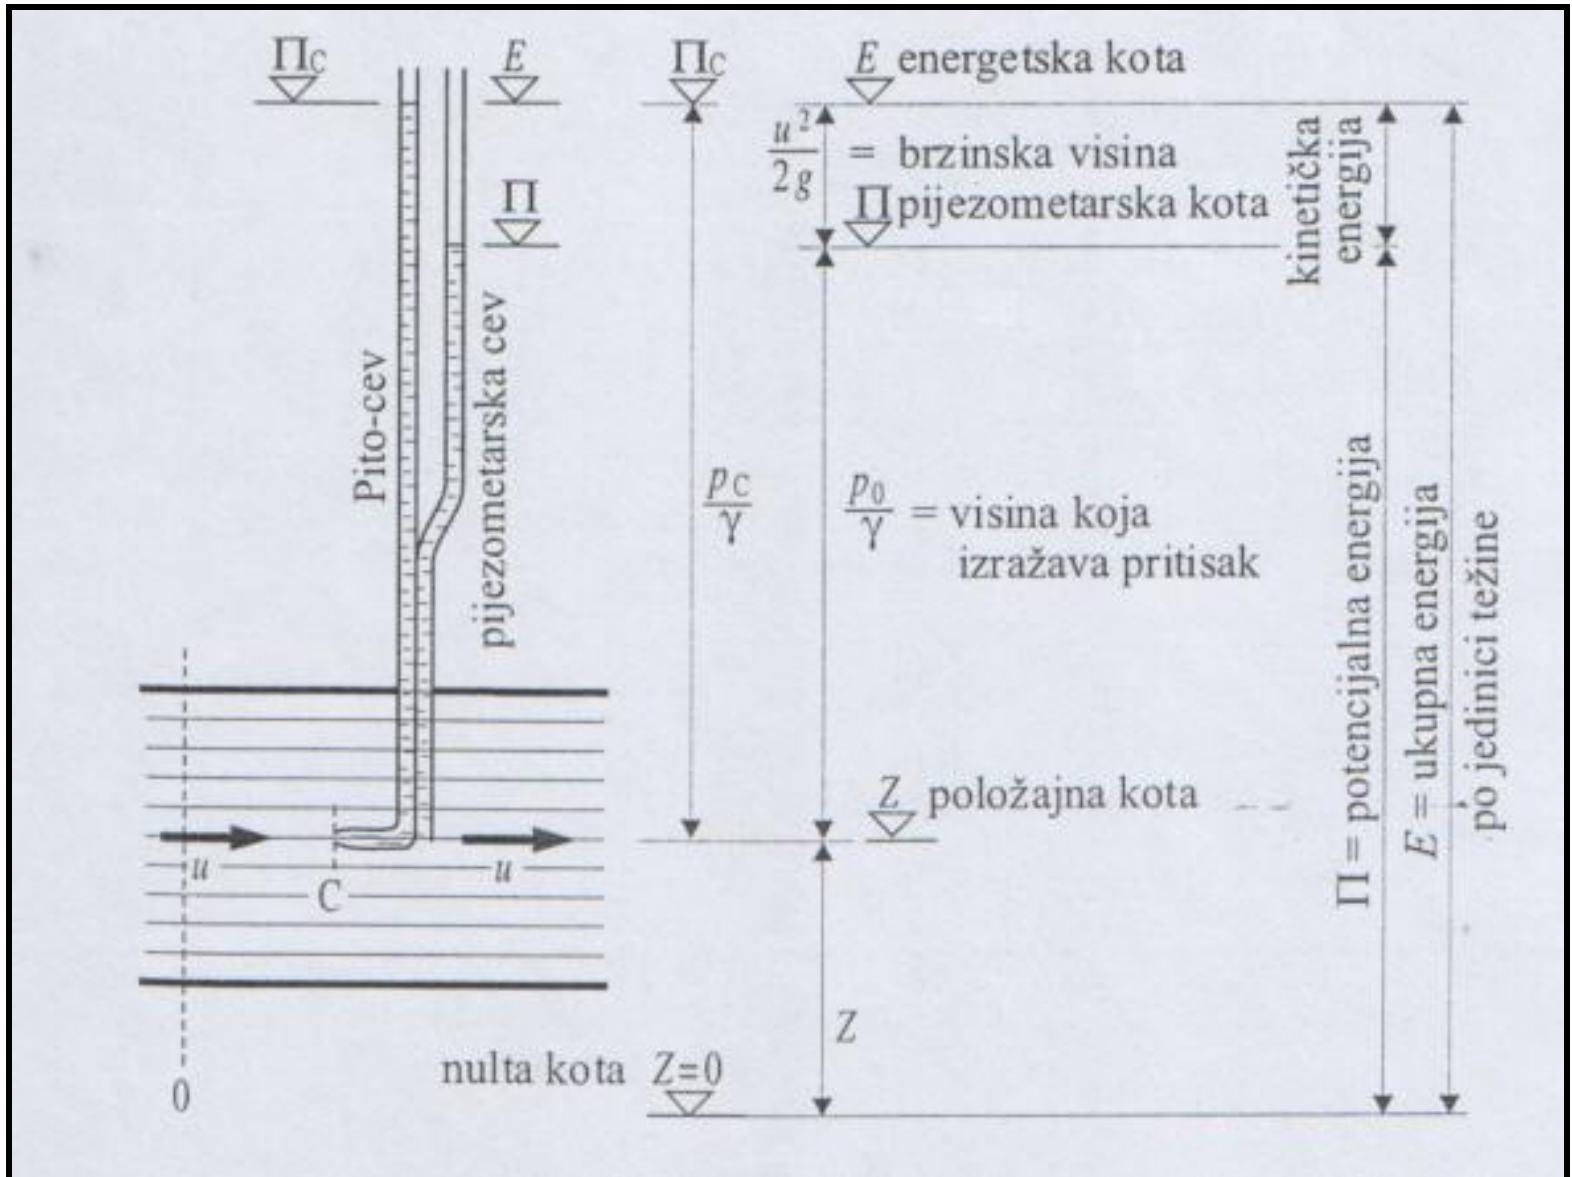 Π_C
E
Π_C
E energetska kota
u²/2g = brzinska visina
Π pijezometarska kota
kinetička
energija
Π
Pito-cev
pijezometarska cev
p_C/γ
p_0/γ = visina koja
izražava pritisak
Π = potencijalna energija
E = ukupna energija
po jedinici težine
Z položajna kota
u
u
C
Z
nulta kota Z=0
0